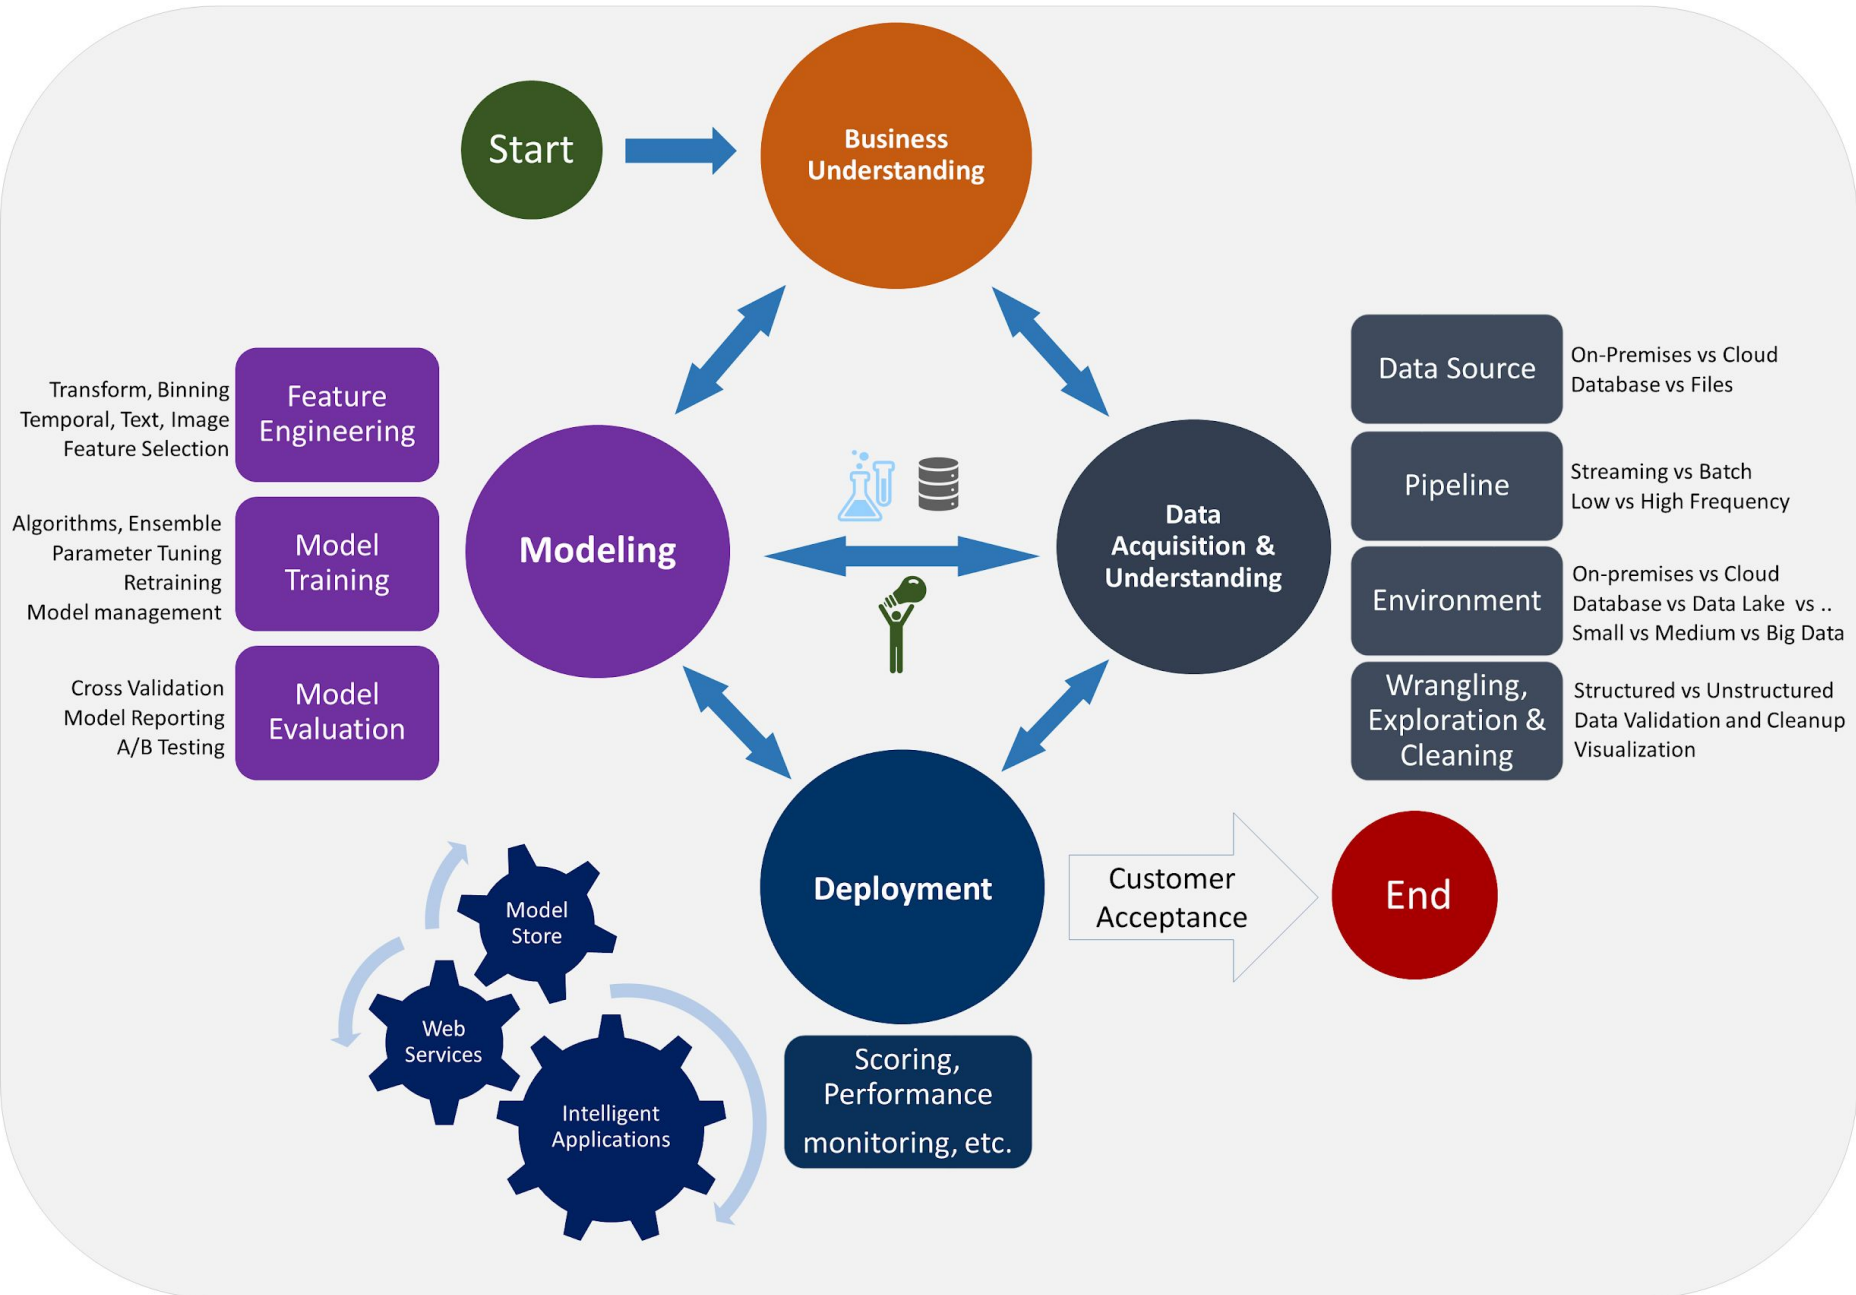 Start
Business
Understanding
Transform, Binning
Temporal, Text, Image
Feature Selection
Feature
Engineering
Algorithms, Ensemble
Parameter Tuning
Retraining
Model management
Model
Training
Cross Validation
Model Reporting
A/B Testing
Model
Evaluation
Modeling
Data
Acquisition &
Understanding
Data Source
On-Premises vs Cloud
Database vs Files
Pipeline
Streaming vs Batch
Low vs High Frequency
Environment
On-premises vs Cloud
Database vs Data Lake  vs ..
Small vs Medium vs Big Data
Wrangling,
Exploration &
Cleaning
Structured vs Unstructured
Data Validation and Cleanup
Visualization
Deployment
Customer
Acceptance
End
Model
Store
Web
Services
Intelligent
Applications
Scoring,
Performance
monitoring, etc.